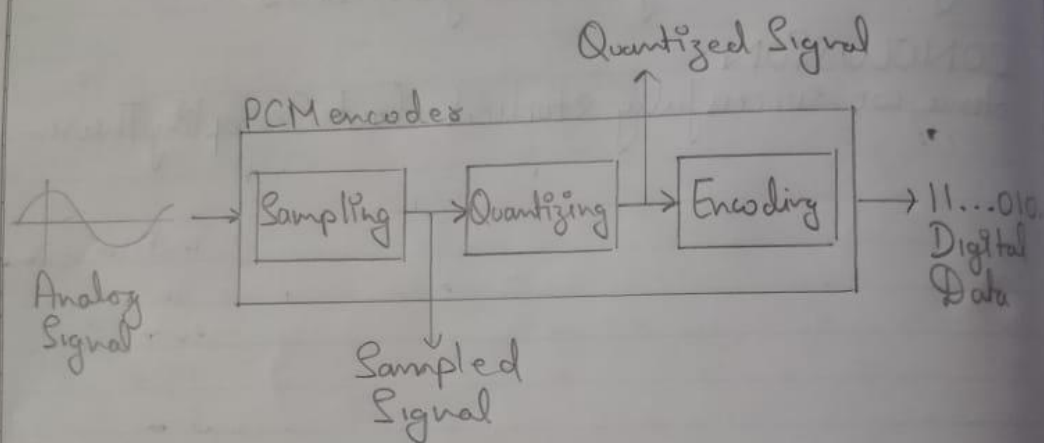 Quantized Signal
PCM encoder
Sampling
Quantizing
Encoding
11...010
Digital
Data
Analog
Signal
Sampled
Signal